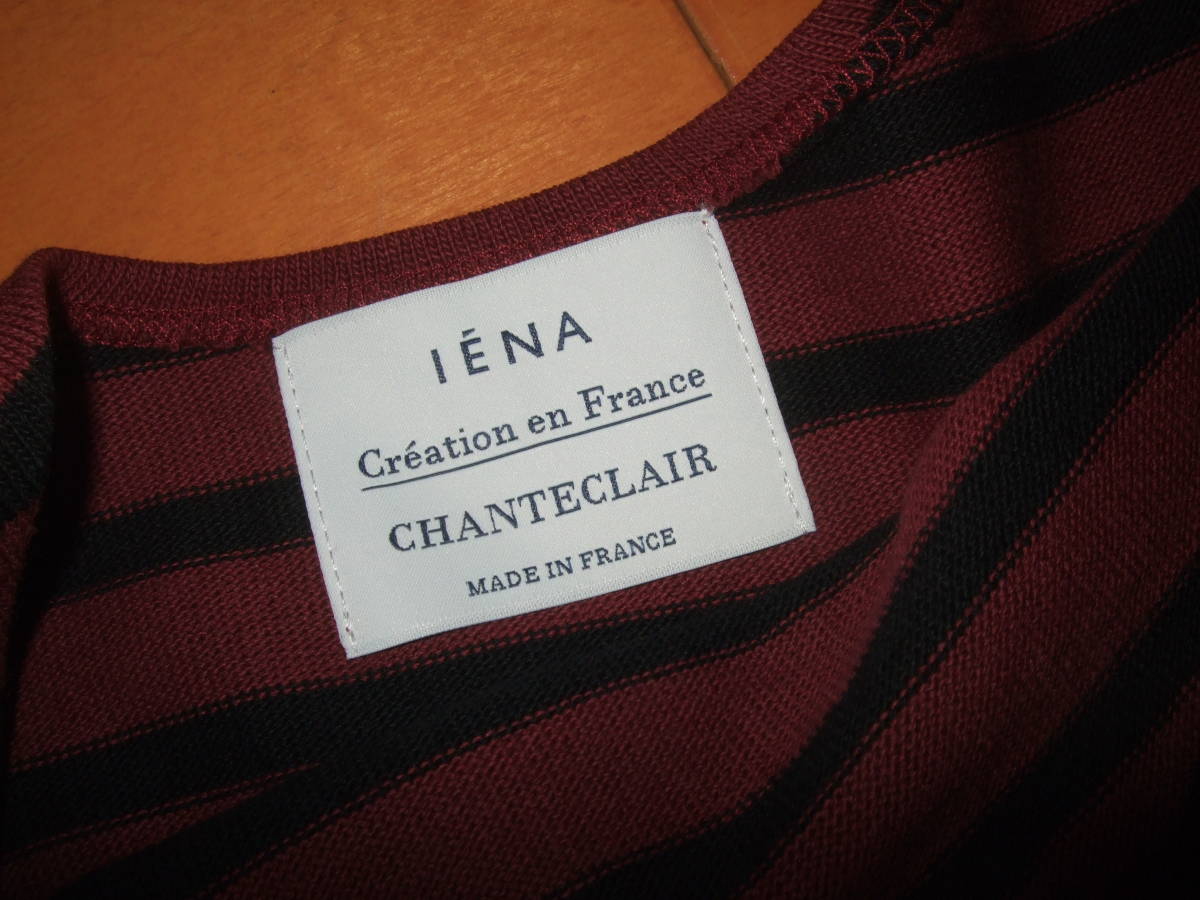 IÉNA
Création en France
CHANTECLAIR
MADE IN FRANCE